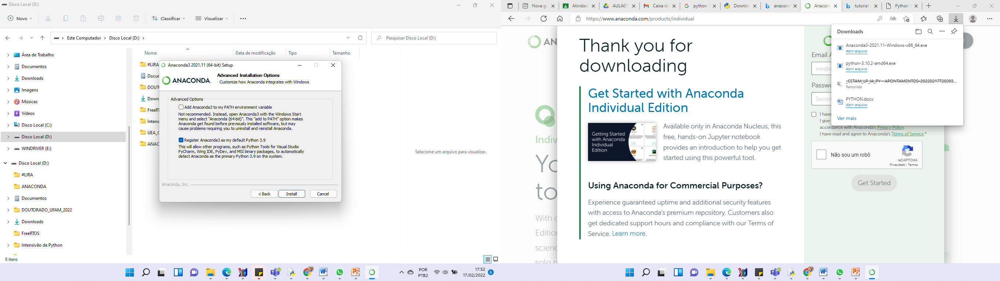 Disco Local (D:)
Novo
Classificar
Visualizar
Este Computador
Disco Local (D:)
Pesquisar Disco Local (D:)
Área de Trabalho
Documentos
Downloads
Imagens
Músicas
Vídeos
Disco Local (C:)
Disco Local (D:)
WINDRIVER (E:)
Disco Local (D:)
#LIRA
ANACONDA
Documentos
DOUTORADO_UFAM_2022
Downloads
FreeRTOS
Intensivão de Python
8 itens
Nome
Data de modificação
Tipo
Tamanho
#LIRA
Docur
DOUT
Down
FreeRT
Intens
UEA_C
ANAC
Selecione um arquivo para visualizar.
Anaconda3 2021.11 (64-bit) Setup
ANACONDA.
Advanced Installation Options
Customize how Anaconda integrates with Windows
Advanced Options
Add Anaconda3 to my PATH environment variable
Not recommended. Instead, open Anaconda3 with the Windows Start
menu and select "Anaconda (64-bit)". This "add to PATH" option makes
Anaconda get found before previously installed software, but may
cause problems requiring you to uninstall and reinstall Anaconda.
Register Anaconda3 as my default Python 3.9
This will allow other programs, such as Python Tools for Visual Studio
PyCharm, Wing IDE, PyDev, and MSI binary packages, to automatically
detect Anaconda as the primary Python 3.9 on the system.
Anaconda, Inc.
< Back
Install
Cancel
POR
PTB2
17:52
17/02/2022
6
Nova gu
Atividad
AULA01
Caixa de
python
Downloa
anacond
Anacon
tutorial
Python
https://www.anaconda.com/products/individual
AN
Indiv
Yo
to
With
Edition
scienc
solo p
Thank you for
downloading
Get Started with Anaconda
Individual Edition
Getting Started
with Anaconda
Individual
Edition
Available only in Anaconda Nucleus, this
free, hands-on Jupyter notebook
provides an introduction to help you get
started using this powerful tool.
Using Anaconda for Commercial Purposes?
Experience guaranteed uptime and additional security features
with access to Anaconda's premium repository. Customers also
get dedicated support hours and compliance with our Terms of
Service. Learn more.
Downloads
Anaconda3-2021.11-Windows-x86_64.exe
Abrir arquivo
python-3.10.2-amd64.exe
Abrir arquivo
_CETAM_LP_IA_PY - APONTAMENTOS-20220217T20393...
Removido
PYTHON.docx
Abrir arquivo
Ver mais
Email A
me@a
Passwo
Secret
I have
I give
accordance with Anaconda's Privacy Policy.
I have read and agree to Anaconda's Terms of Service.*
Não sou um robô
reCAPTCHA
Privacidade - Termos
Get Started